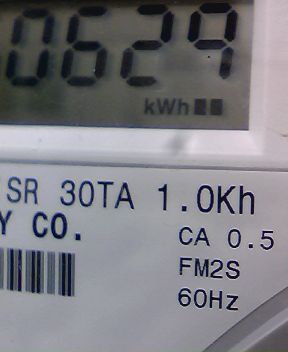 0629
kWh
SR 30TA 1.0Kh
Y CO.
CA 0.5
FM2S
60Hz